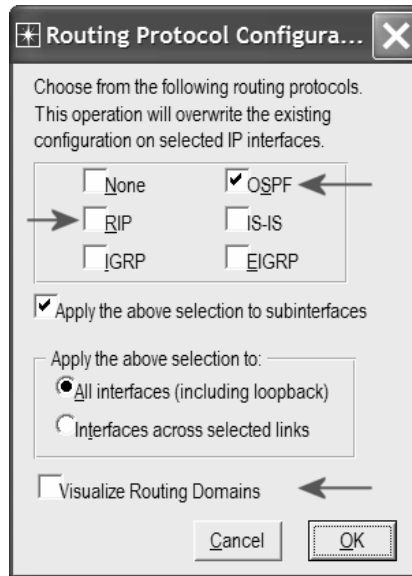 Routing Protocol Configura...
Choose from the following routing protocols.
This operation will overwrite the existing
configuration on selected IP interfaces.
None OSPF
RIP IS-IS
IGRP EIGRP
Apply the above selection to subinterfaces
Apply the above selection to:
All interfaces (including loopback)
Interfaces across selected links
Visualize Routing Domains
Cancel OK